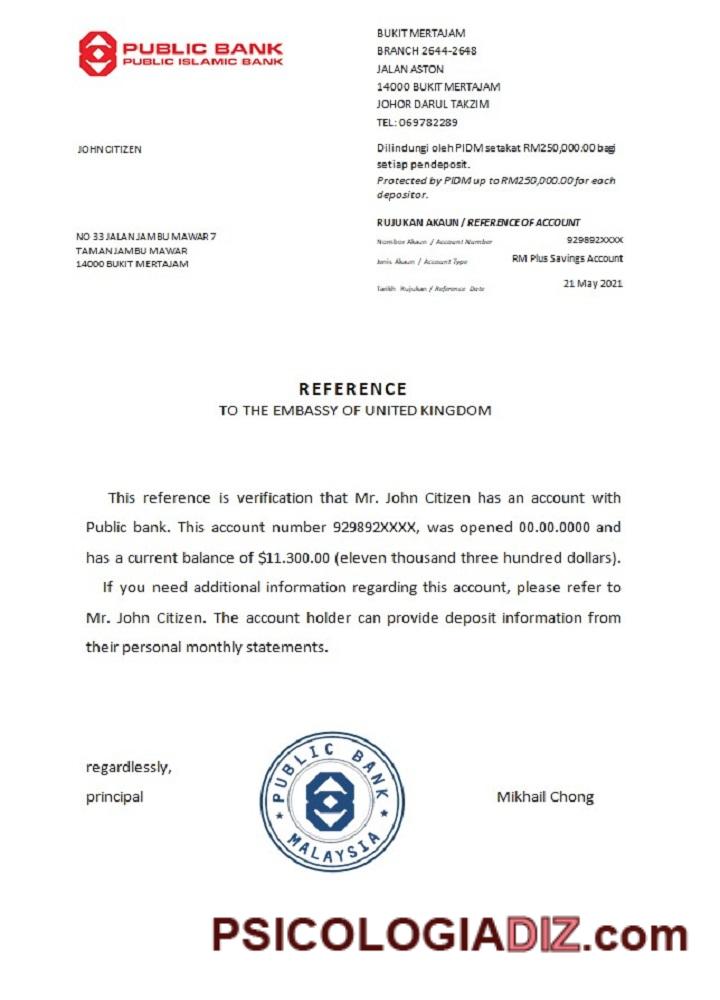 PUBLIC BANK
PUBLIC ISLAMIC BANK
BUKIT MERTAJAM
BRANCH 2644-2648
JALAN ASTON
14000 BUKIT MERTAJAM
JOHOR DARUL TAKZIM
TEL: 069782289
JOHN CITIZEN
Dilindungi oleh PIDM setakat RM250,000.00 bagi
setiap pendeposit.
Protected by PIDM up to RM250,000.00 for each
depositor.
RUJUKAN AKAUN / REFERENCE OF ACCOUNT
NO 33 JALAN JAMBU MAWAR 7
TAMAN JAMBU MAWAR
14000 BUKIT MERTAJAM
Nombor Akaun / Account Number 929892XXXX
Jenis Akaun / Account Type RM Plus Savings Account
Tarikh Rujukan / Reference Date 21 May 2021
REFERENCE
TO THE EMBASSY OF UNITED KINGDOM
This reference is verification that Mr. John Citizen has an account with
Public bank. This account number 929892XXXX, was opened 00.00.0000 and
has a current balance of $11.300.00 (eleven thousand three hundred dollars).
If you need additional information regarding this account, please refer to
Mr. John Citizen. The account holder can provide deposit information from
their personal monthly statements.
regardlessly,
principal
PUBLIC BANK
MALAYSIA
Mikhail Chong
PSICOLOGIADIZ.com